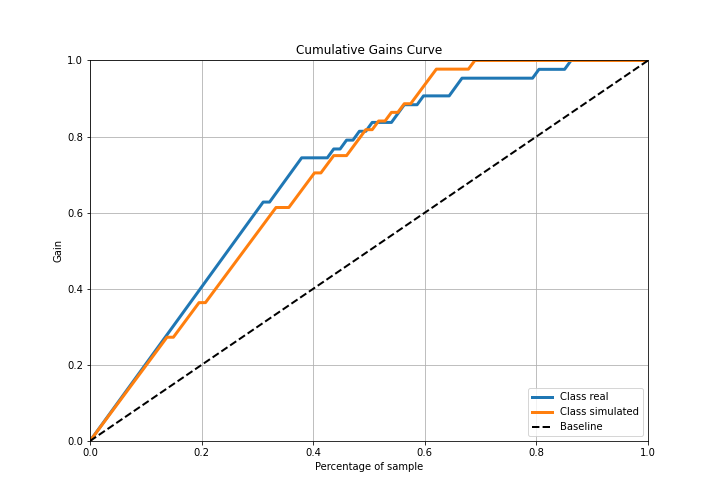 Cumulative Gains Curve
1.0
0.8
0.6
0.4
0.2
0.0
Gain
0.0 0.2 0.4 0.6 0.8 1.0
Percentage of sample
Class real
Class simulated
Baseline